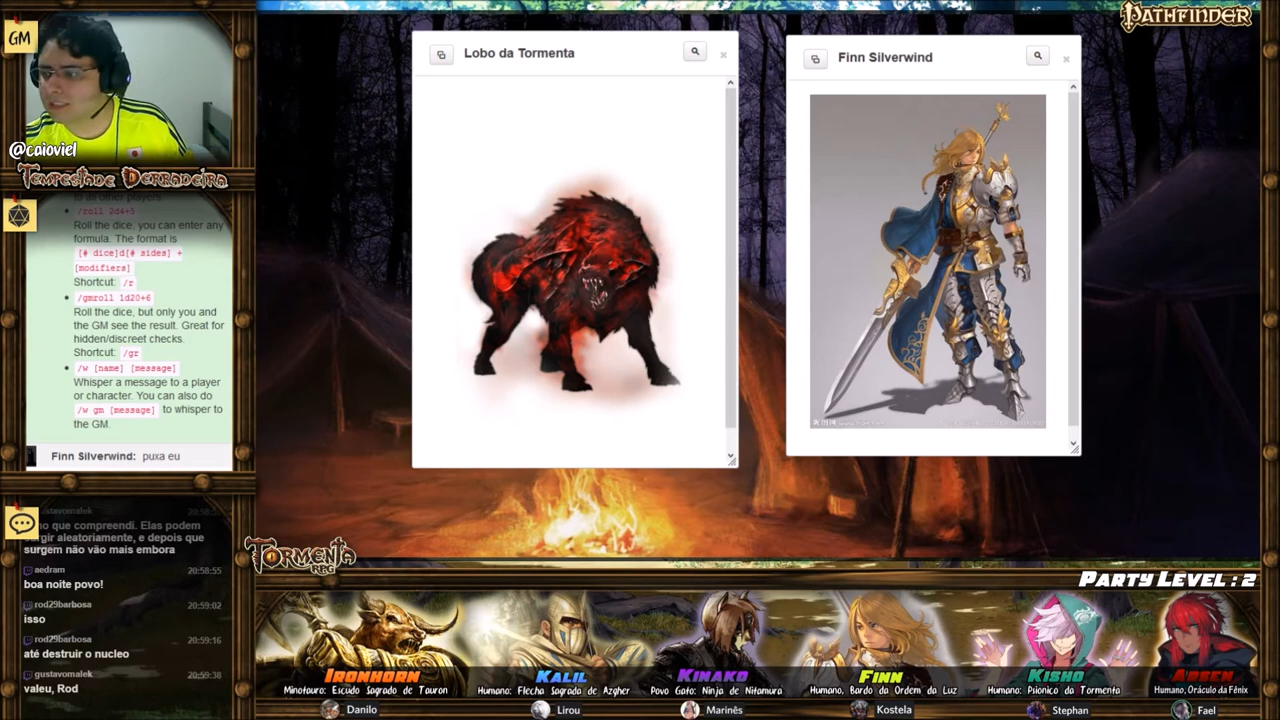 GM
@caioviel
Tempestade Derradeira
to all other players
/roll 2d4+5
Roll the dice, you can enter any
formula. The format is
[# dice]d[# sides] +
[modifiers]
Shortcut: /r
/gmroll 1d20+6
Roll the dice, but only you and
the GM see the result. Great for
hidden/discreet checks.
Shortcut: /gr
/w [name] [message]
Whisper a message to a player
or character. You can also do
/w gm [message] to whisper to
the GM.
Finn Silverwind: puxa eu
stavomalek
no que compreendi. Elas podem
surgir aleatoriamente, e depois que
surgem não vão mais embora
aedram 20:58:55
boa noite povo!
rod29barbosa 20:59:02
isso
rod29barbosa 20:59:16
até destruir o nucleo
gustavomalek 20:59:38
valeu, Rod
Lobo da Tormenta
Finn Silverwind
Pathfinder
Tormenta
RPG
Party Level : 2
Ironhorn
Minotauro: Escudo Sagrado de Tauron
Danilo
Kalil
Humano: Flecha Sagrada de Azgher
Lirou
Kinako
Povo Gato: Ninja de Nitamura
Marinês
Finn
Humano, Bardo da Ordem da Luz
Kostela
Kisho
Humano: Psiônico da Tormenta
Stephan
Humano, Oráculo da Fênix
Fael